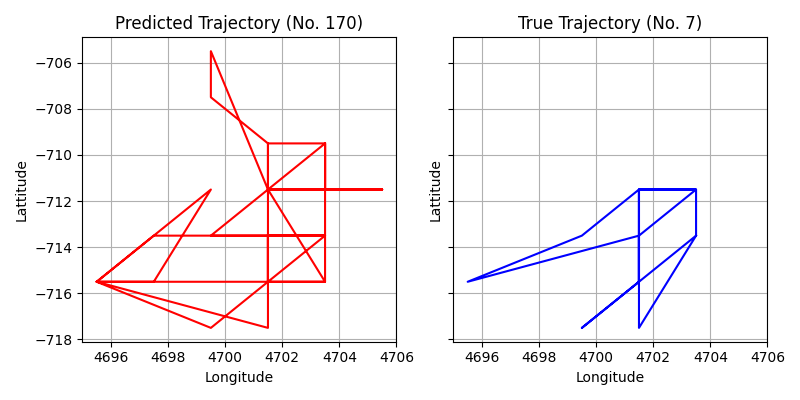 Predicted Trajectory (No. 170)
True Trajectory (No. 7)
−706
−708
−710
−712
−714
−716
−718
Lattitude
Lattitude
4696 4698 4700 4702 4704 4706
4696 4698 4700 4702 4704 4706
Longitude
Longitude